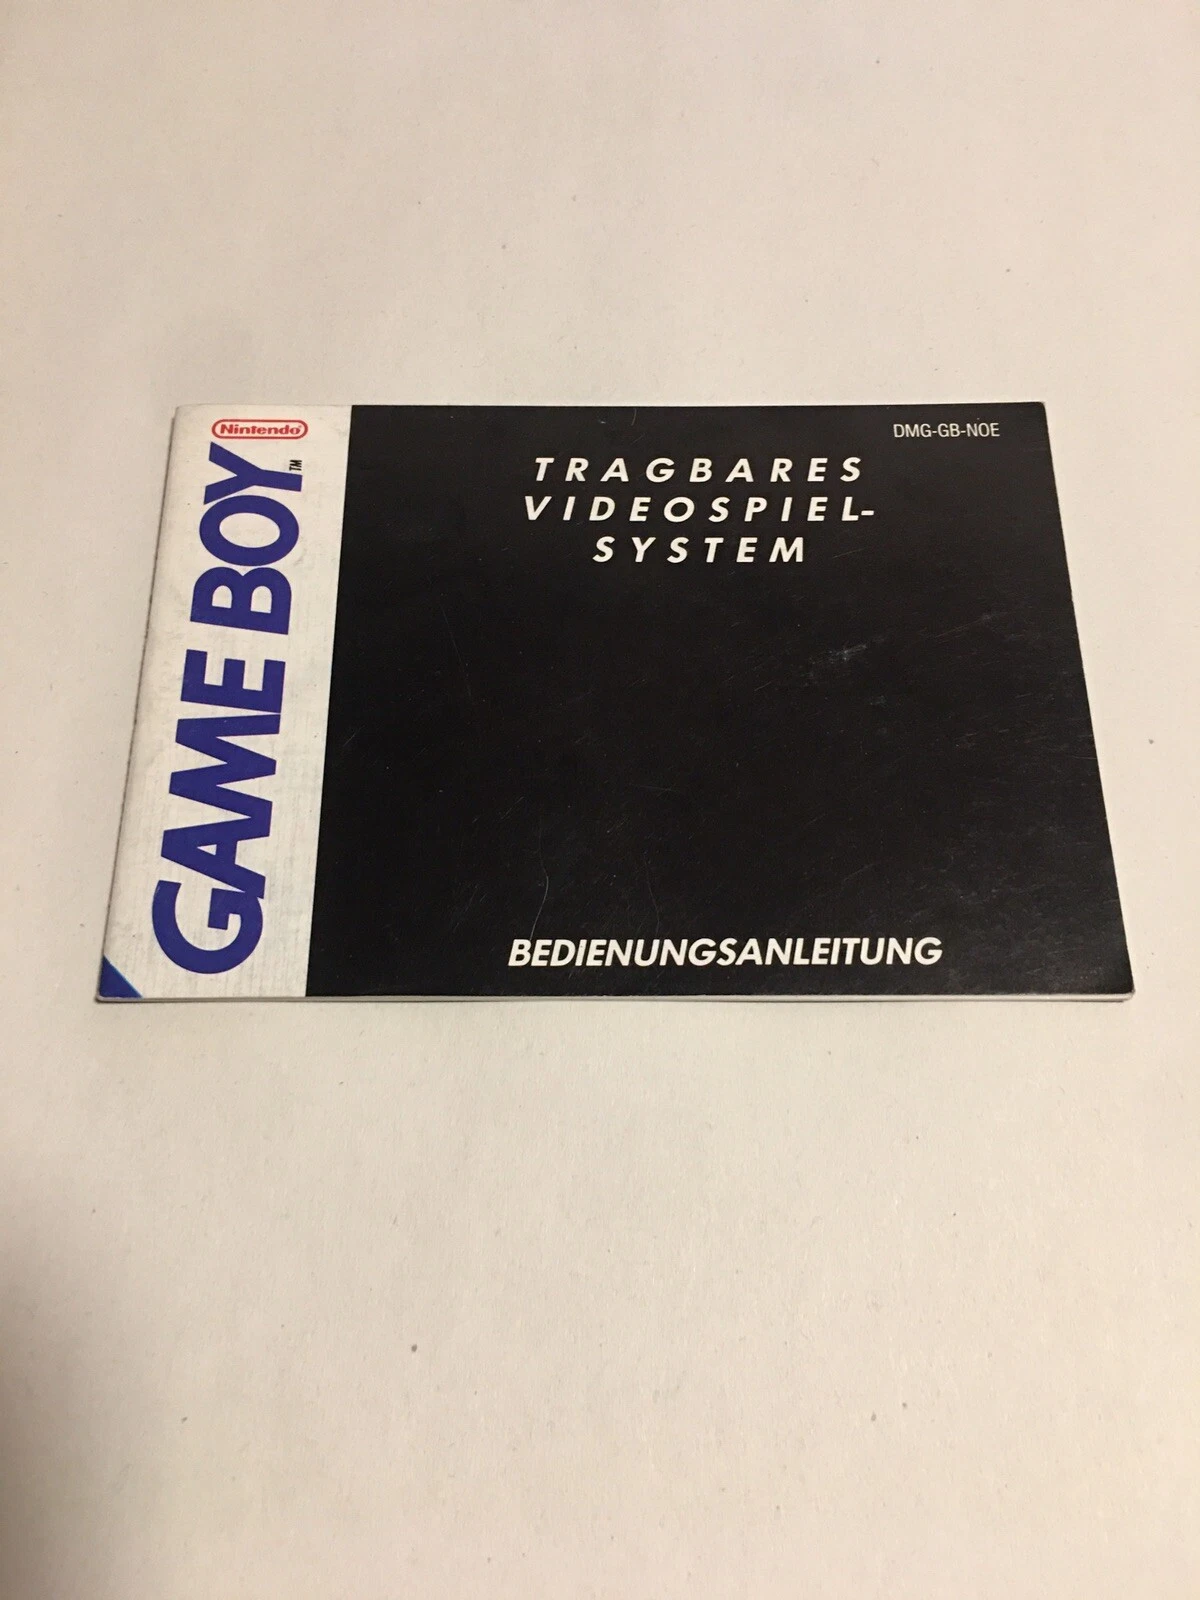 Nintendo®
GAME BOY™
DMG-GB-NOE
TRAGBARES
VIDEOSPIEL-
SYSTEM
BEDIENUNGSANLEITUNG